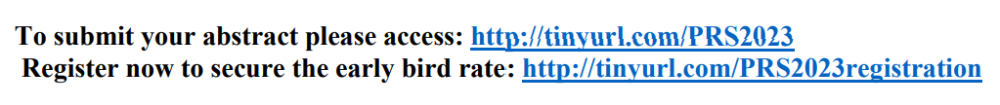 To submit your abstract please access: http://tinyurl.com/PRS2023
Register now to secure the early bird rate: http://tinyurl.com/PRS2023registration